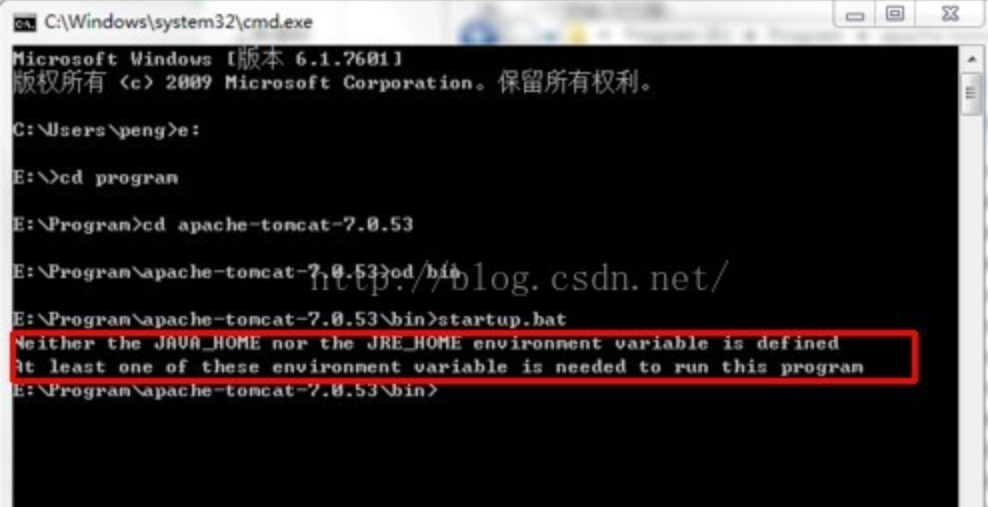 C:\Windows\system32\cmd.exe
Microsoft Windows [版本 6.1.7601]
版权所有 (c) 2009 Microsoft Corporation。保留所有权利。
C:\Users\peng>e:
E:\>cd program
E:\Program>cd apache-tomcat-7.0.53
E:\Program\apache-tomcat-7.0.53>cd bin
http://blog.csdn.net/
E:\Program\apache-tomcat-7.0.53\bin>startup.bat
Neither the JAVA_HOME nor the JRE_HOME environment variable is defined
At least one of these environment variable is needed to run this program
E:\Program\apache-tomcat-7.0.53\bin>